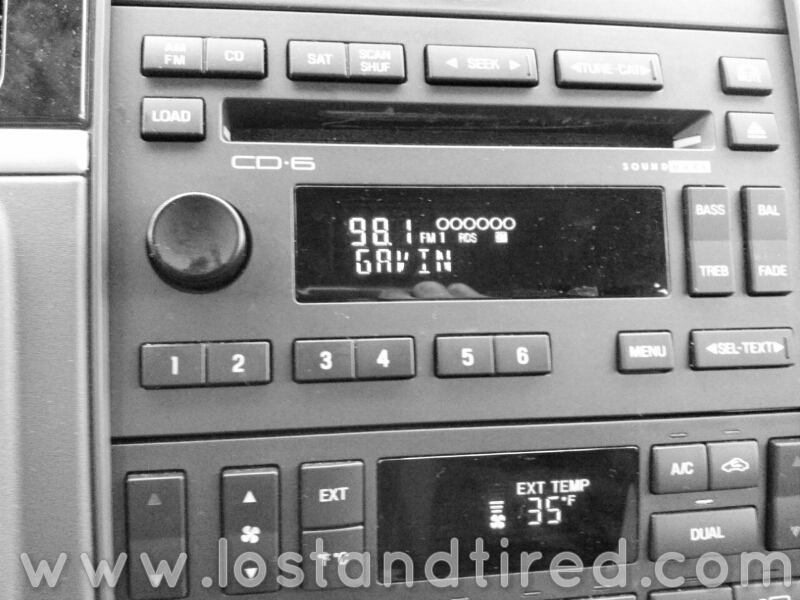 AM FM CD SAT SCAN SHUF SEEK TUNE-CAT
LOAD
CD·6 SOUND
98.1 FM1 RDS
GAVIN
BASS BAL
TREB FADE
1 2 3 4 5 6 MENU SEL-TEXT
EXT A/C
EXT TEMP
35°F
DUAL
°F °C
www.lostandtired.com